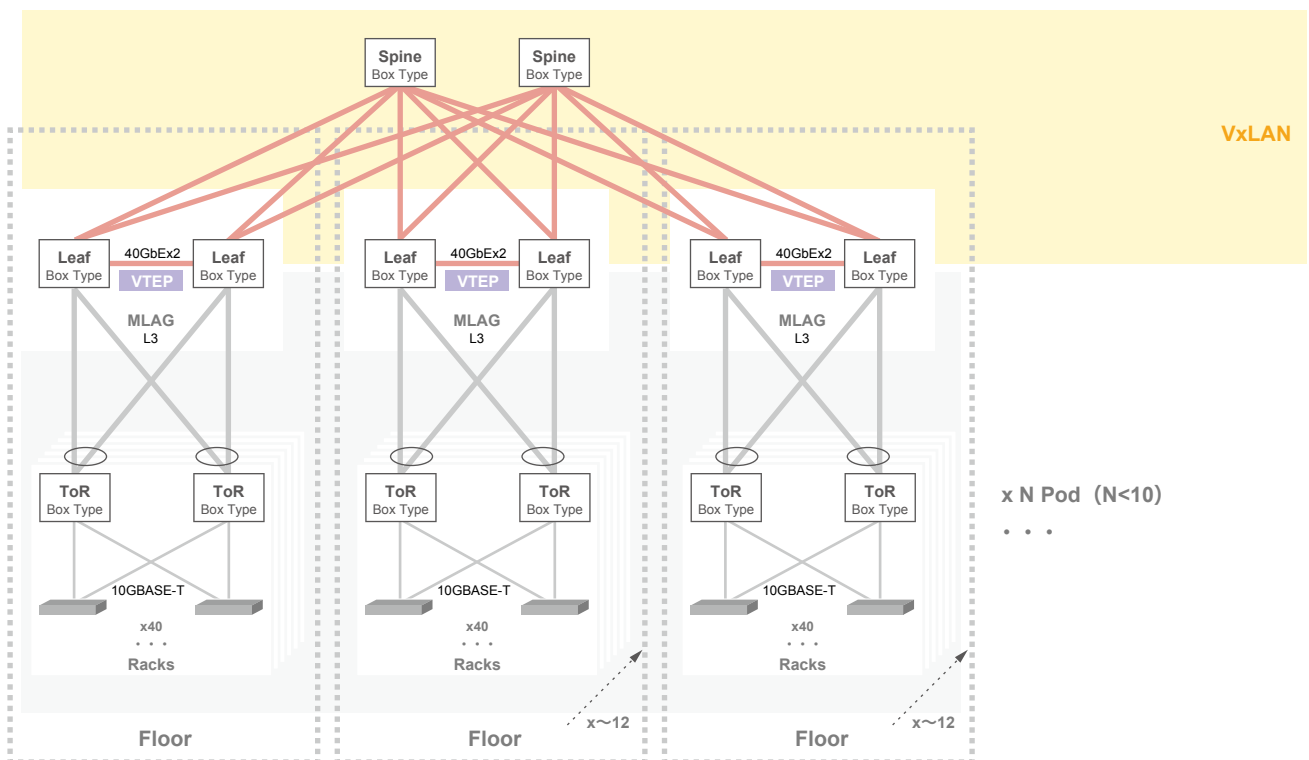 Spine
Box Type
Spine
Box Type
VxLAN
Leaf
Box Type
40GbEx2
VTEP
Leaf
Box Type
MLAG
L3
Leaf
Box Type
40GbEx2
VTEP
Leaf
Box Type
MLAG
L3
Leaf
Box Type
40GbEx2
VTEP
Leaf
Box Type
MLAG
L3
ToR
Box Type
ToR
Box Type
10GBASE-T
x40
・・・
Racks
Floor
ToR
Box Type
ToR
Box Type
10GBASE-T
x40
・・・
Racks
x～12
Floor
ToR
Box Type
ToR
Box Type
10GBASE-T
x40
・・・
Racks
x～12
Floor
x N Pod（N<10）
・・・